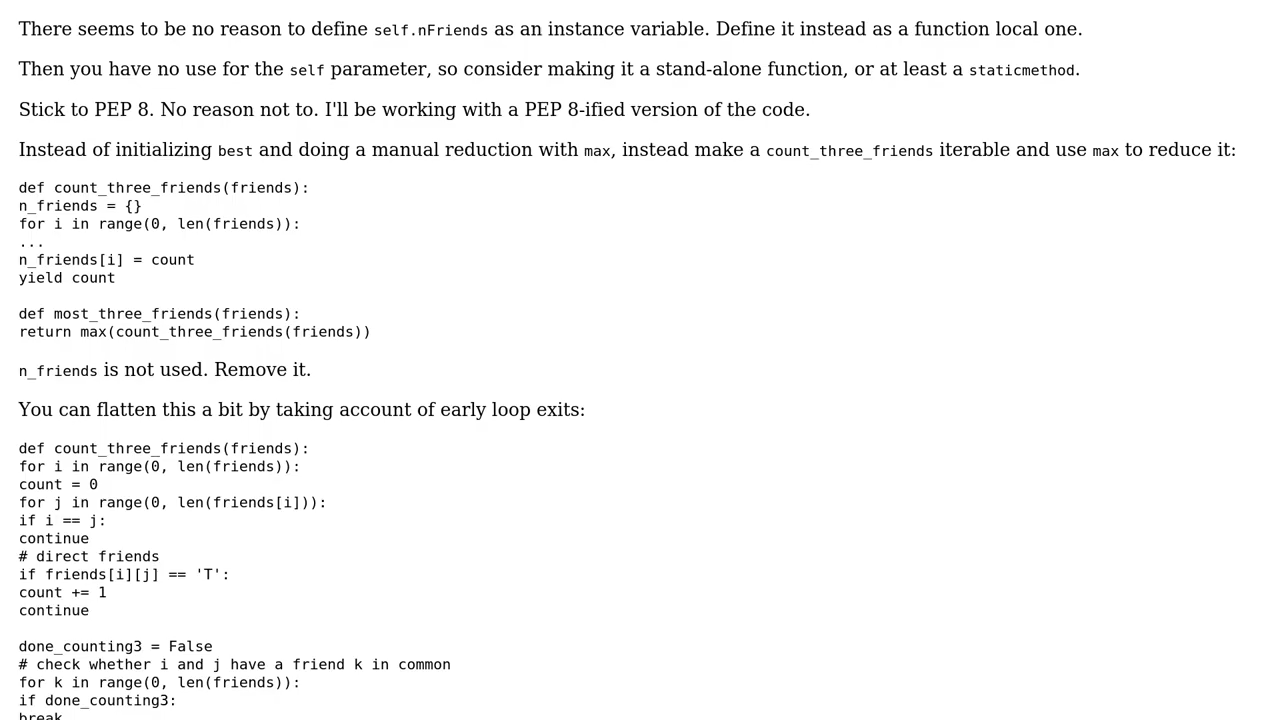 There seems to be no reason to define self.nFriends as an instance variable. Define it instead as a function local one.
Then you have no use for the self parameter, so consider making it a stand-alone function, or at least a staticmethod.
Stick to PEP 8. No reason not to. I'll be working with a PEP 8-ified version of the code.
Instead of initializing best and doing a manual reduction with max, instead make a count_three_friends iterable and use max to reduce it:
def count_three_friends(friends):
n_friends = {}
for i in range(0, len(friends)):
...
n_friends[i] = count
yield count
def most_three_friends(friends):
return max(count_three_friends(friends))
n_friends is not used. Remove it.
You can flatten this a bit by taking account of early loop exits:
def count_three_friends(friends):
for i in range(0, len(friends)):
count = 0
for j in range(0, len(friends[i])):
if i == j:
continue
# direct friends
if friends[i][j] == 'T':
count += 1
continue
done_counting3 = False
# check whether i and j have a friend k in common
for k in range(0, len(friends)):
if done_counting3:
break